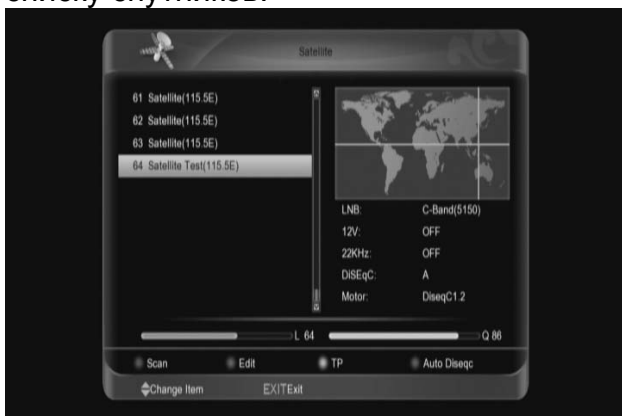 списку спутников.
Satellite
61 Satellite(115.5E)
62 Satellite(115.5E)
63 Satellite(115.5E)
64 Satellite Test(115.5E)
LNB: C-Band(5150)
12V: OFF
22KHz: OFF
DiSEqC: A
Motor: DiseqC1.2
L 64 Q 86
Scan Edit TP Auto Diseqc
Change Item EXITExit